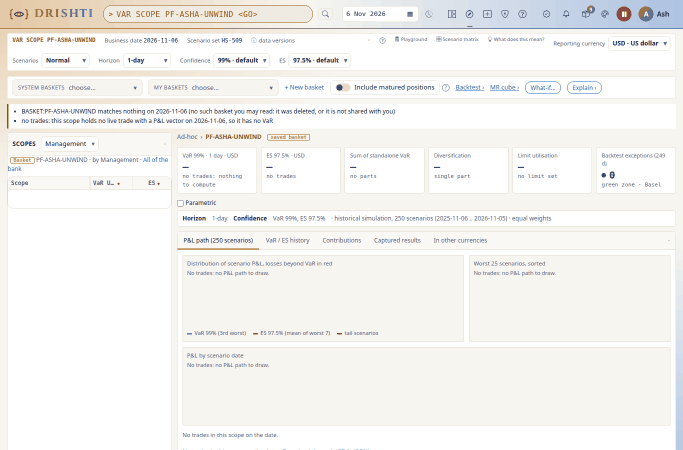 DRISHTI
> VAR SCOPE PF-ASHA-UNWIND <GO>
6 Nov 2026
9
A Ash
VAR SCOPE PF-ASHA-UNWIND Business date 2026-11-06 Scenario set HS-509 data versions
Playground Scenario matrix What does this mean?
Reporting currency USD · US dollar
Scenarios Normal Horizon 1-day Confidence 99% · default ES 97.5% · default
SYSTEM BASKETS choose... MY BASKETS choose... + New basket Include matured positions Backtest › MR cube › What-if... Explain ›
• BASKET:PF-ASHA-UNWIND matches nothing on 2026-11-06 (no such basket you may read: it was deleted, or it is not shared with you)
• no trades: this scope holds no live trade with a P&L vector on 2026-11-06, so it has no VaR
SCOPES Management
Basket PF-ASHA-UNWIND · by Management · All of the bank
Scope VaR U... ES
Ad-hoc › PF-ASHA-UNWIND saved basket
VaR 99% · 1-day · USD
—
no trades: nothing to compute
ES 97.5% · USD
—
no trades
Sum of standalone VaR
—
no parts
Diversification
—
single part
Limit utilisation
—
no limit set
Backtest exceptions (249 d)
0
green zone · Basel
Parametric
Horizon 1-day Confidence VaR 99%, ES 97.5% · historical simulation, 250 scenarios (2025-11-06 .. 2026-11-05) · equal weights
P&L path (250 scenarios) VaR / ES history Contributions Captured results In other currencies
Distribution of scenario P&L, losses beyond VaR in red
No trades: no P&L path to draw.
VaR 99% (3rd worst) ES 97.5% (mean of worst 7) tail scenarios
Worst 25 scenarios, sorted
No trades: no P&L path to draw.
P&L by scenario date
No trades: no P&L path to draw.
No trades in this scope on the date.